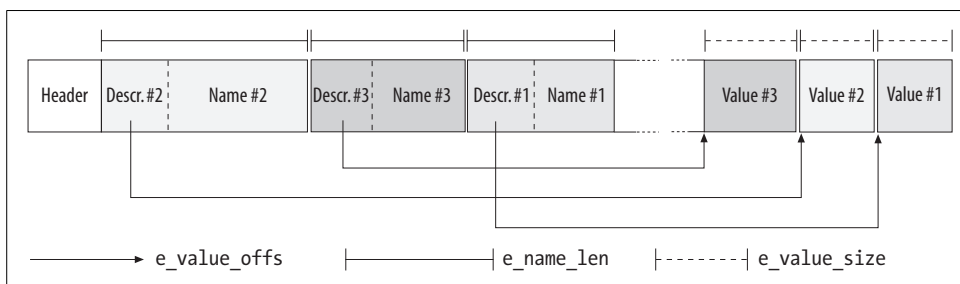 Header Descr. #2 Name #2 Descr. #3 Name #3 Descr. #1 Name #1 Value #3 Value #2 Value #1
e_value_offs e_name_len e_value_size